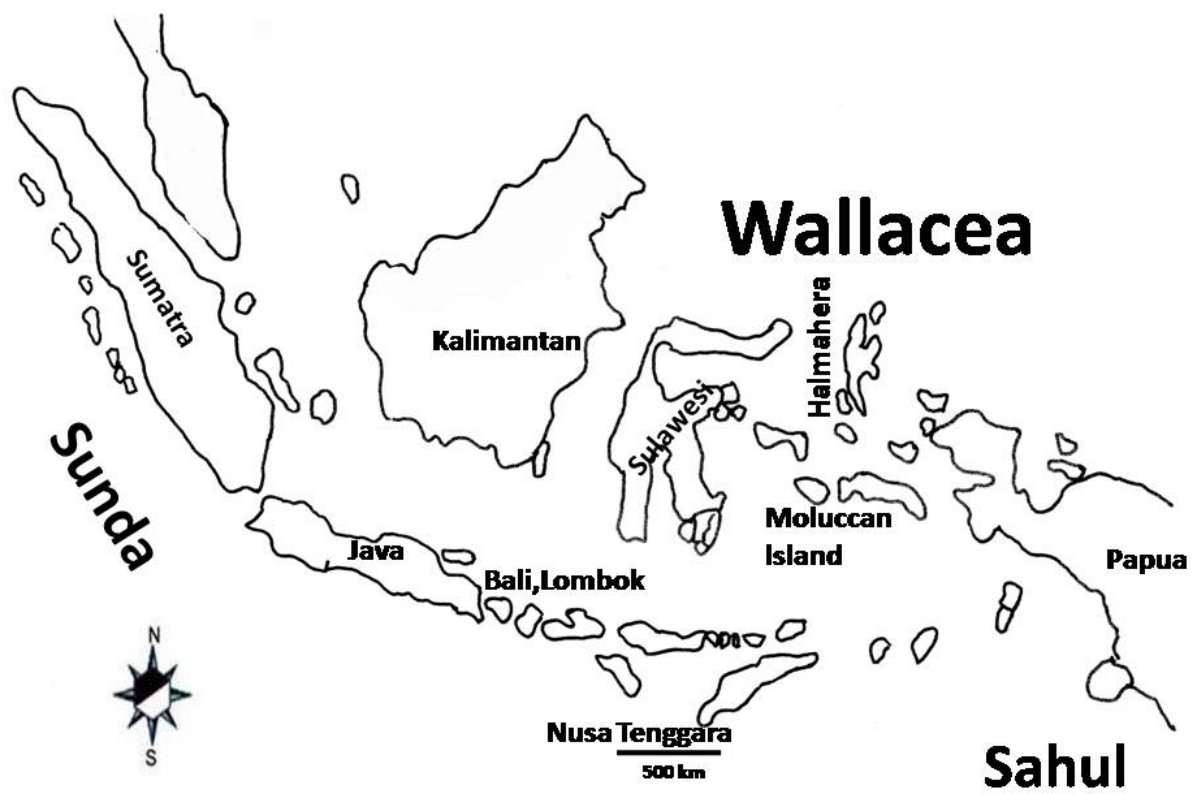 Wallacea
Sumatra
Halmahera
Kalimantan
Sulawesi
Sunda
Moluccan
Island
Java
Papua
Bali,Lombok
N
S
Nusa Tenggara
500 km
Sahul